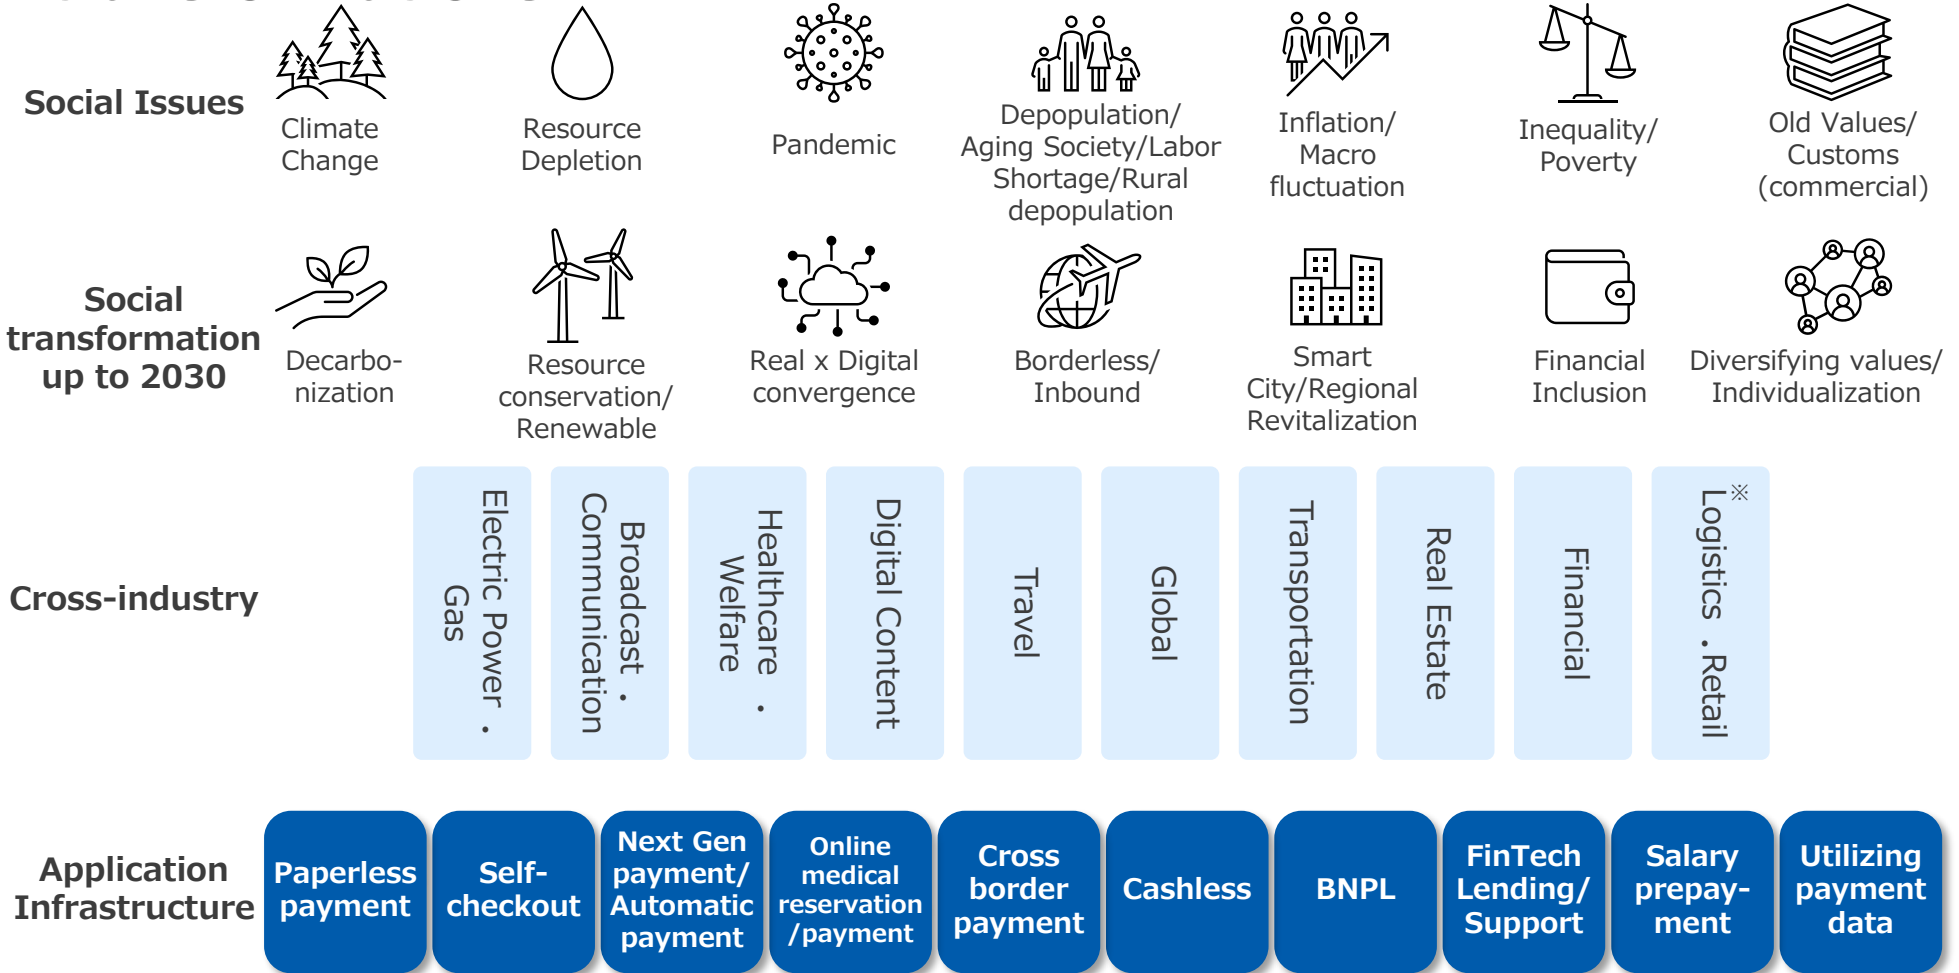 Social Issues
Climate
Change
Resource
Depletion
Pandemic
Depopulation/
Aging Society/Labor
Shortage/Rural
depopulation
Inflation/
Macro
fluctuation
Inequality/
Poverty
Old Values/
Customs
(commercial)
Social
transformation
up to 2030
Decarbo-
nization
Resource
conservation/
Renewable
Real x Digital
convergence
Borderless/
Inbound
Smart
City/Regional
Revitalization
Financial
Inclusion
Diversifying values/
Individualization
Cross-industry
Electric Power .
Gas
Broadcast .
Communication
Healthcare .
Welfare
Digital Content
Travel
Global
Transportation
Real Estate
Financial
※
Logistics . Retail
Application
Infrastructure
Paperless
payment
Self-
checkout
Next Gen
payment/
Automatic
payment
Online
medical
reservation
/payment
Cross
border
payment
Cashless
BNPL
FinTech
Lending/
Support
Salary
prepay-
ment
Utilizing
payment
data